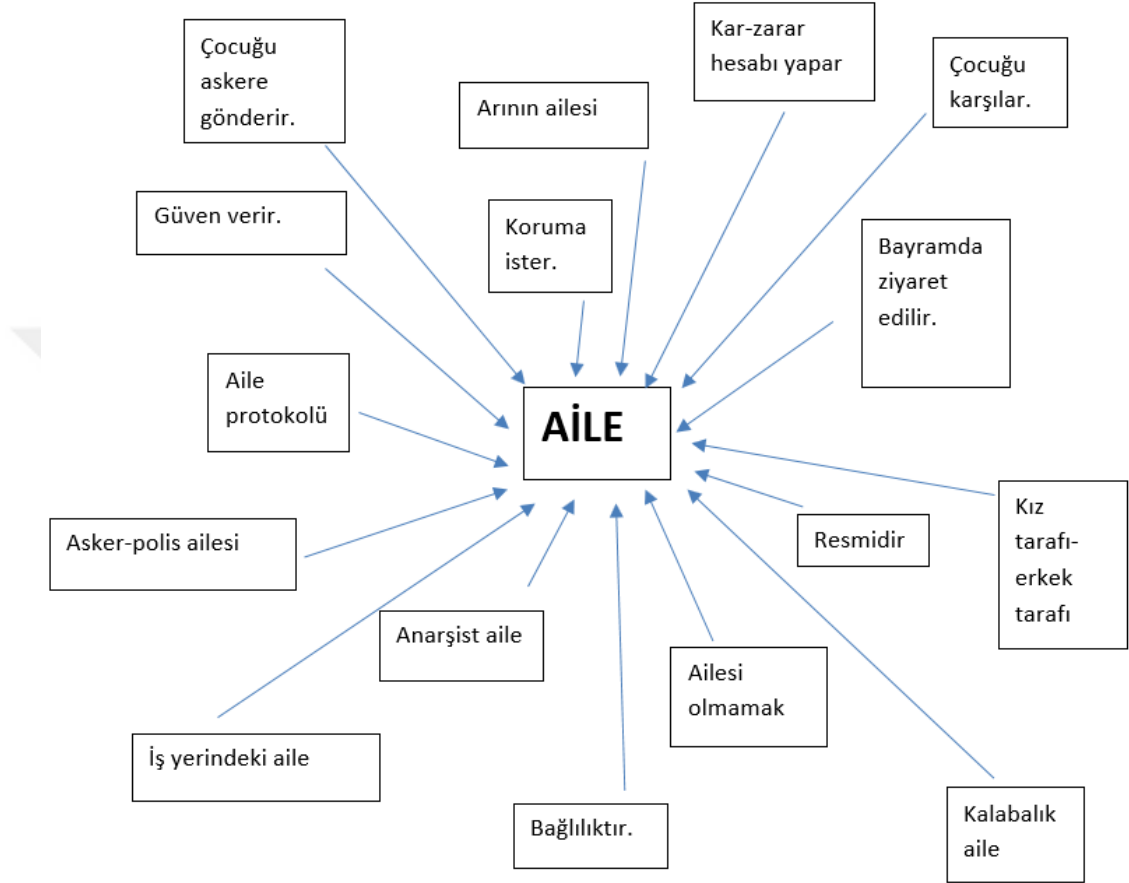 Çocuğu
askere
gönderir.
Arının ailesi
Kar-zarar
hesabı yapar
Çocuğu
karşılar.
Güven verir.
Koruma
ister.
Bayramda
ziyaret
edilir.
Aile
protokolü
AİLE
Asker-polis ailesi
Resmidir
Kız
tarafı-
erkek
tarafı
Anarşist aile
Ailesi
olmamak
İş yerindeki aile
Bağlılıktır.
Kalabalık
aile